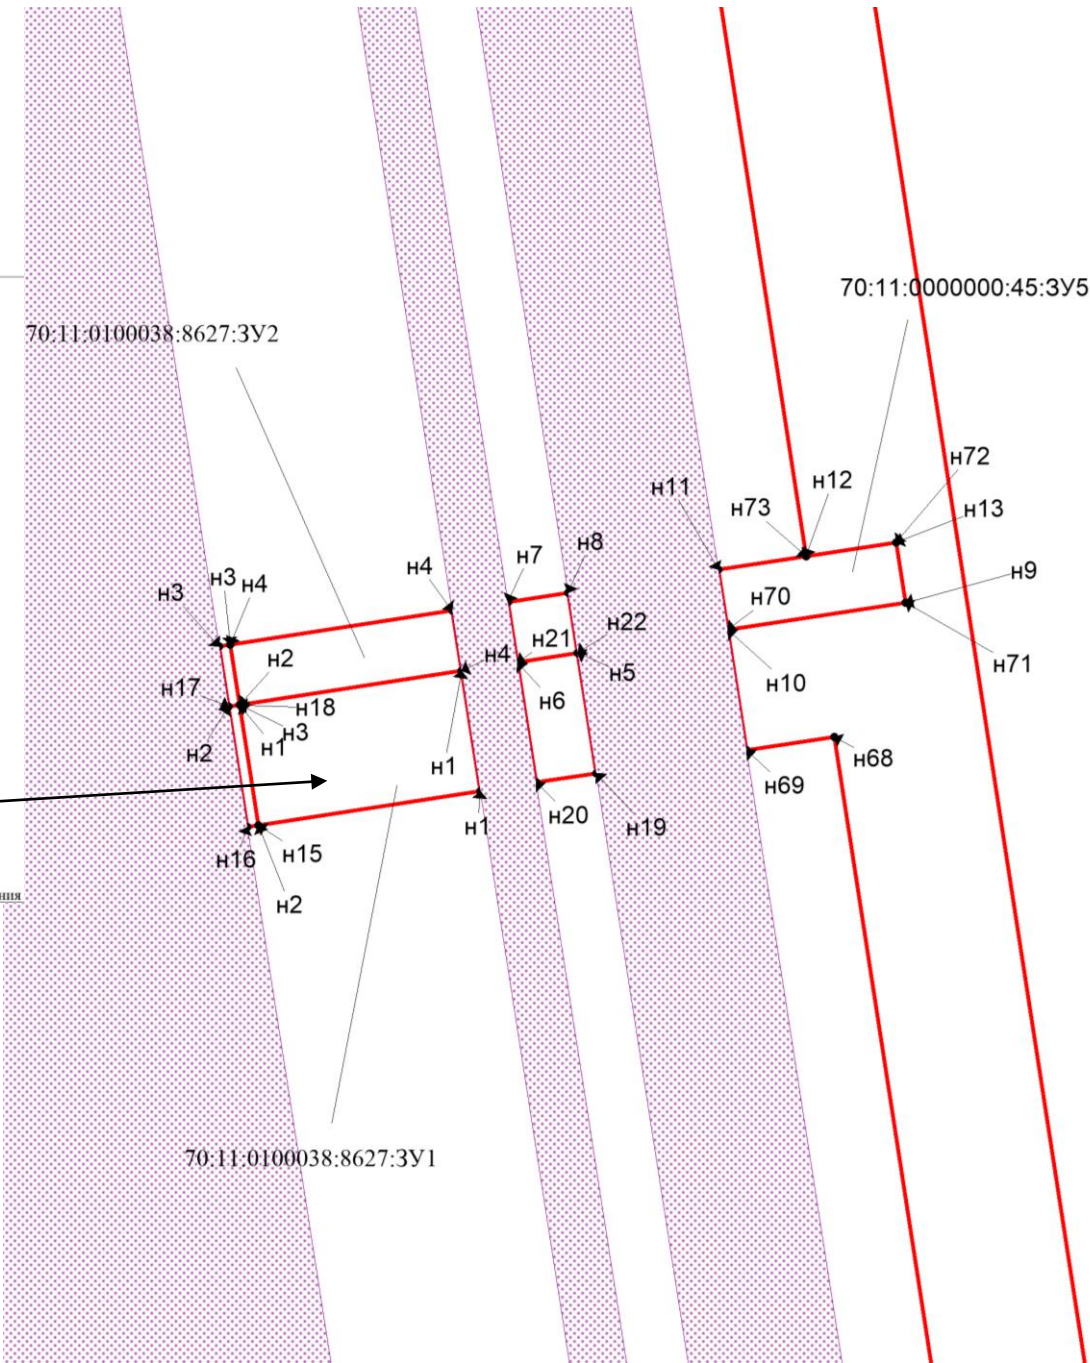 70:11:0000000:45:ЗУ5
70:11:0100038:8627:ЗУ2
н72
н12
н11
н73
н13
н8
н7
н4
н3
н4
н9
н3
н70
н22
н21
н2
н4
н71
н5
н17
н10
н6
н18
н3
н1
н2
н68
н69
н1
н20
н1
н19
н15
н16
ния
н2
70:11:0100038:8627:ЗУ1